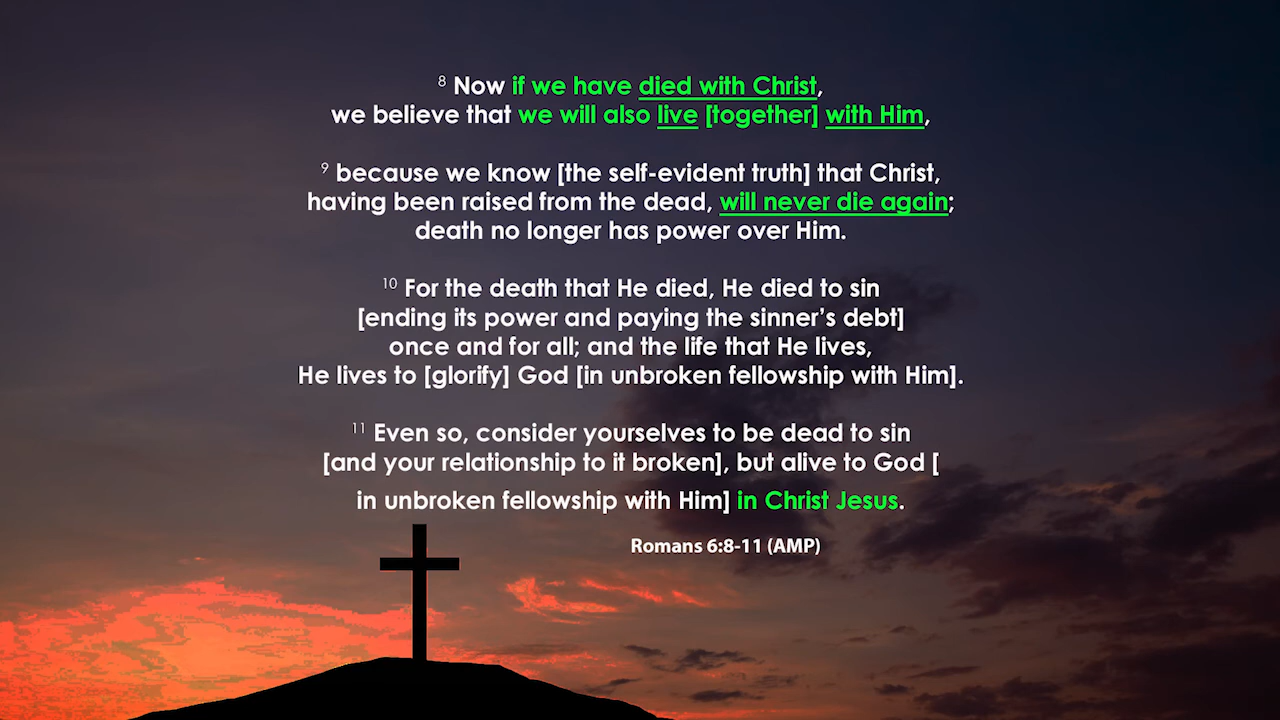 8 Now if we have died with Christ,
we believe that we will also live [together] with Him,
9 because we know [the self-evident truth] that Christ,
having been raised from the dead, will never die again;
death no longer has power over Him.
10 For the death that He died, He died to sin
[ending its power and paying the sinner’s debt]
once and for all; and the life that He lives,
He lives to [glorify] God [in unbroken fellowship with Him].
11 Even so, consider yourselves to be dead to sin
[and your relationship to it broken], but alive to God [
in unbroken fellowship with Him] in Christ Jesus.
Romans 6:8-11 (AMP)